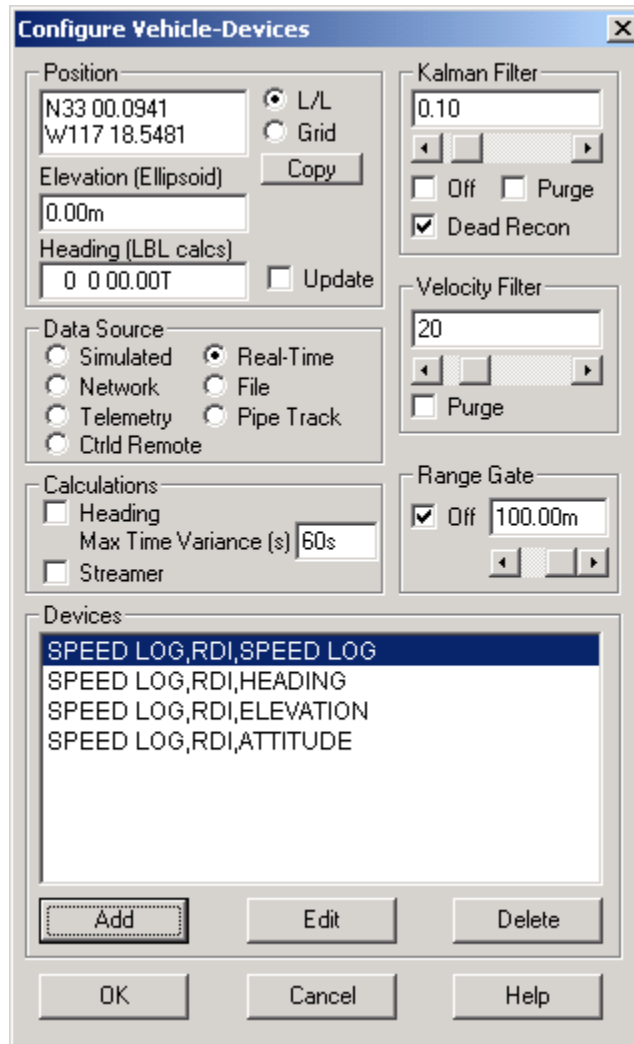 Configure Vehicle-Devices
Position
N33 00.0941
W117 18.5481
L/L
Grid
Copy
Elevation (Ellipsoid)
0.00m
Heading (LBL calcs)
0 0 00.00T
Update
Kalman Filter
0.10
Off Purge
Dead Recon
Velocity Filter
20
Purge
Data Source
Simulated Real-Time
Network File
Telemetry Pipe Track
Ctrld Remote
Calculations
Heading
Max Time Variance (s) 60s
Streamer
Range Gate
Off 100.00m
Devices
SPEED LOG,RDI,SPEED LOG
SPEED LOG,RDI,HEADING
SPEED LOG,RDI,ELEVATION
SPEED LOG,RDI,ATTITUDE
Add Edit Delete
OK Cancel Help